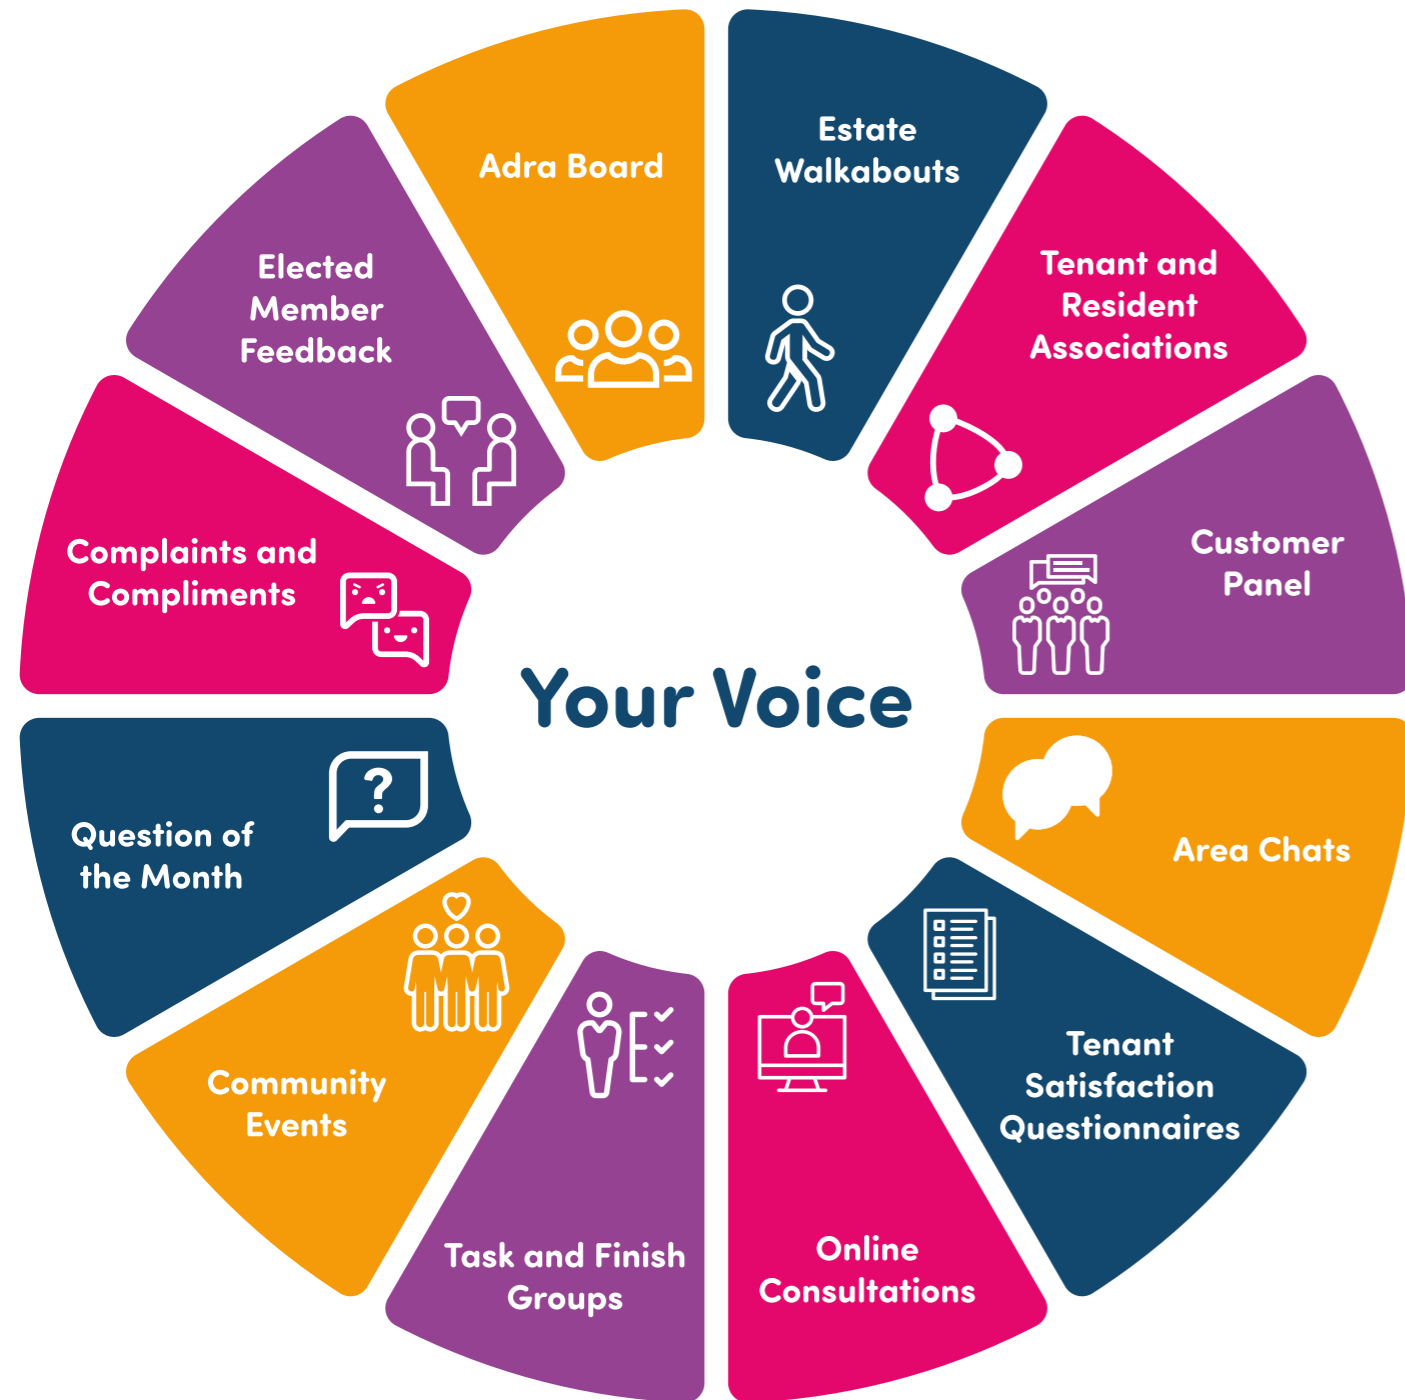 Your Voice
Estate
Walkabouts
Tenant and
Resident
Associations
Customer
Panel
Area Chats
Tenant
Satisfaction
Questionnaires
Online
Consultations
Task and Finish
Groups
Community
Events
Question of
the Month
?
Complaints and
Compliments
Elected
Member
Feedback
Adra Board